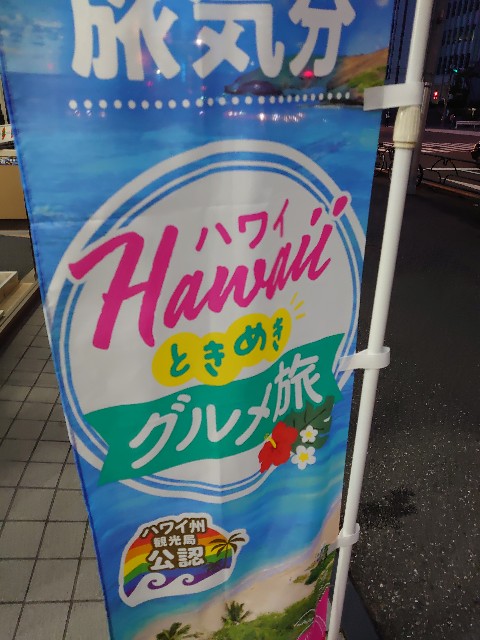 旅気分
ハワイ
Hawaii
ときめき
グルメ旅
ハワイ州
観光局
公認